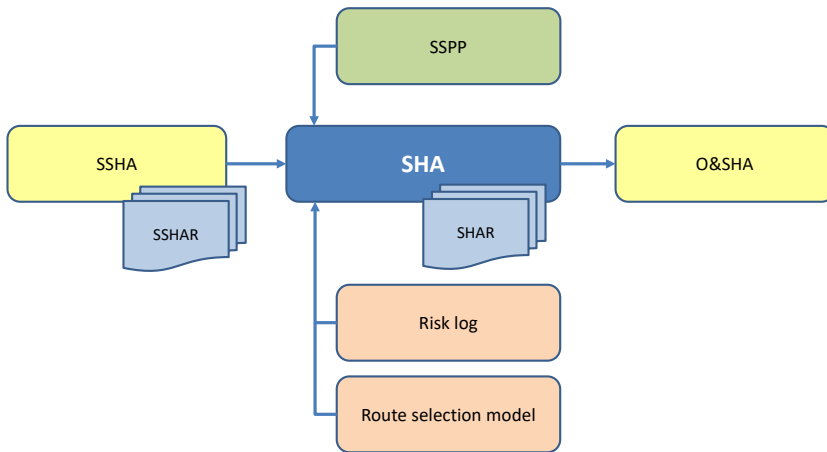 SSPP
SSHA
SHA
O&SHA
SSHAR
SHAR
Risk log
Route selection model